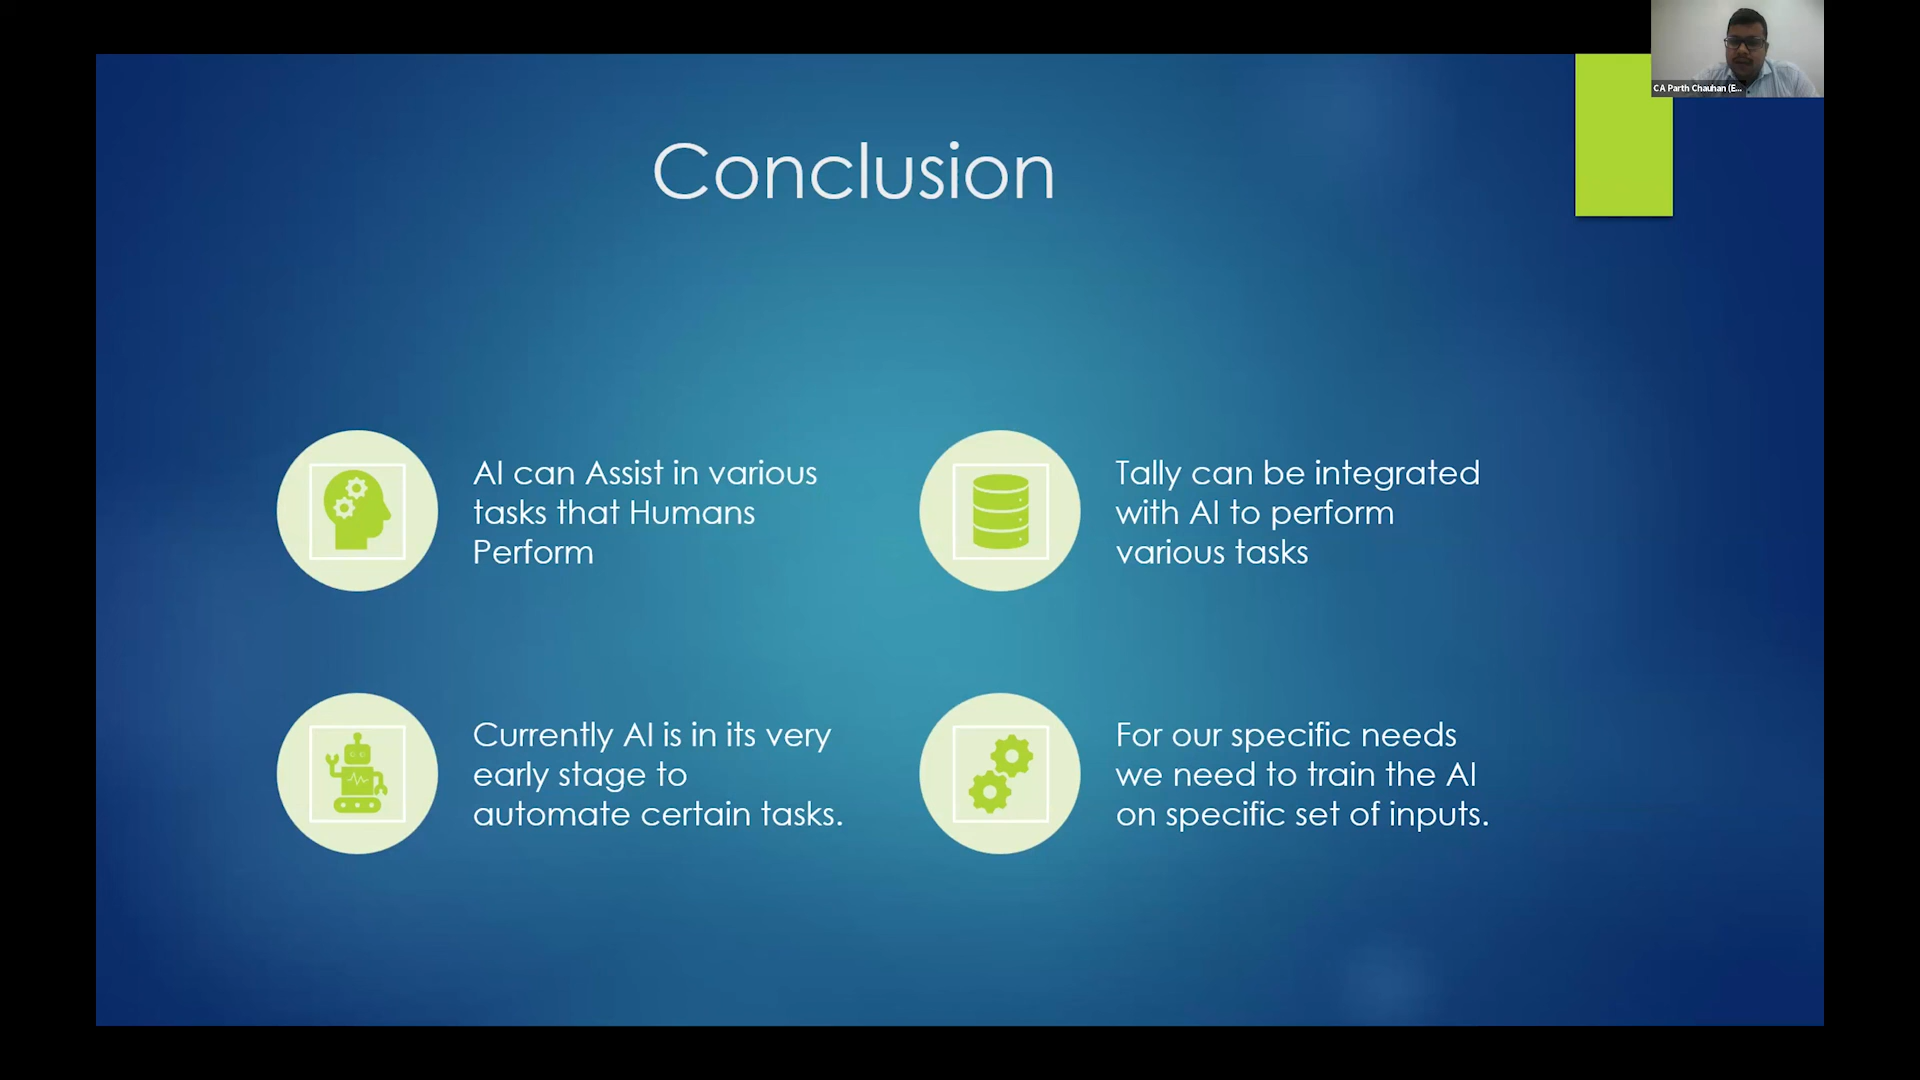 CA Parth Chauhan (E...
Conclusion
AI can Assist in various
tasks that Humans
Perform
Tally can be integrated
with AI to perform
various tasks
Currently AI is in its very
early stage to
automate certain tasks.
For our specific needs
we need to train the AI
on specific set of inputs.